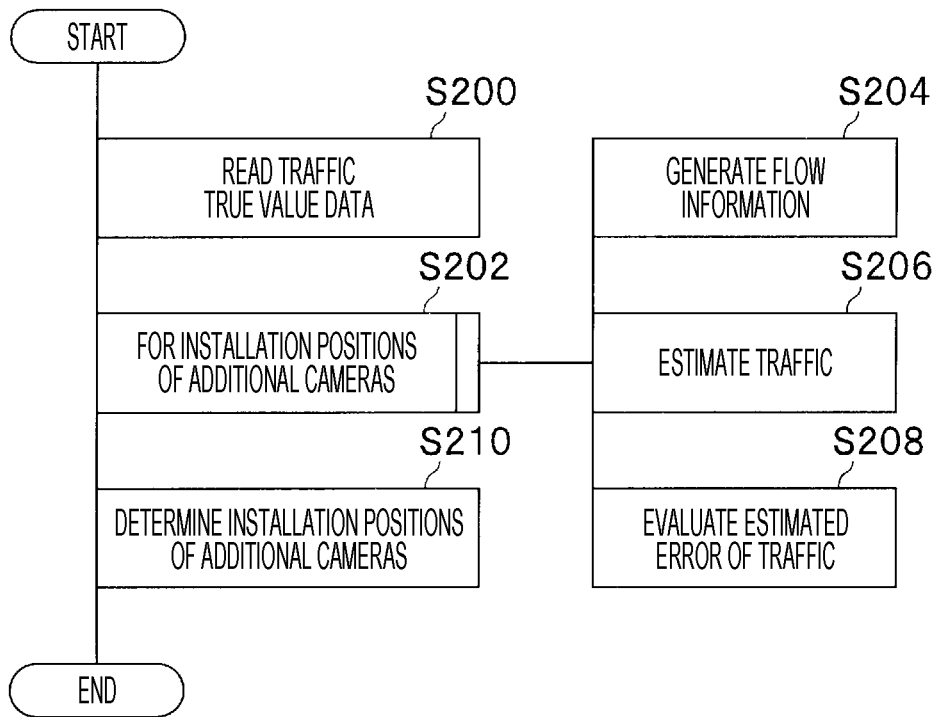 START
S200
READ TRAFFIC
TRUE VALUE DATA
S202
FOR INSTALLATION POSITIONS
OF ADDITIONAL CAMERAS
S204
GENERATE FLOW
INFORMATION
S206
ESTIMATE TRAFFIC
S208
EVALUATE ESTIMATED
ERROR OF TRAFFIC
S210
DETERMINE INSTALLATION POSITIONS
OF ADDITIONAL CAMERAS
END